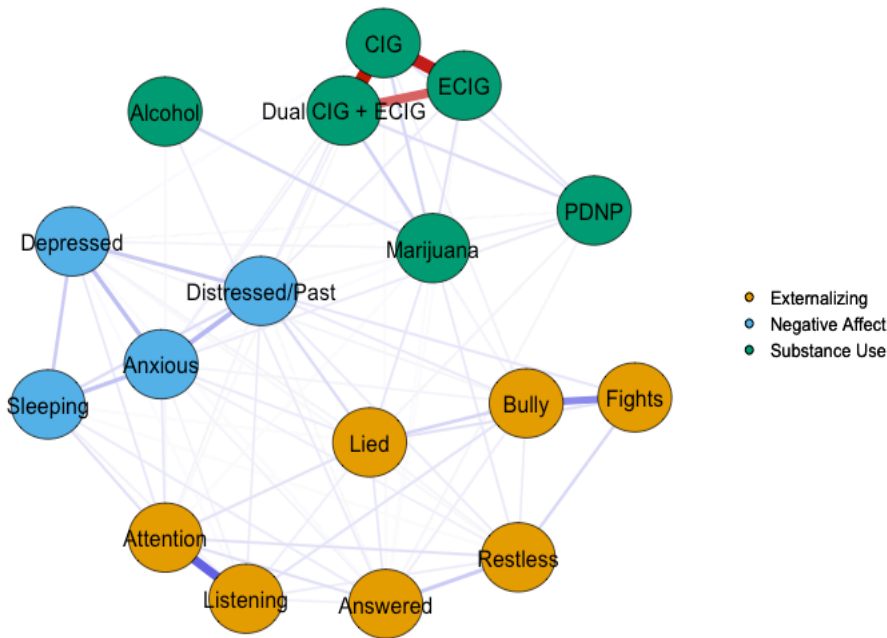 CIG
ECIG
Dual CIG + ECIG
Alcohol
PDNP
Marijuana
Depressed
Distressed/Past
Anxious
Sleeping
Bully
Fights
Lied
Attention
Restless
Listening
Answered
Externalizing
Negative Affect
Substance Use